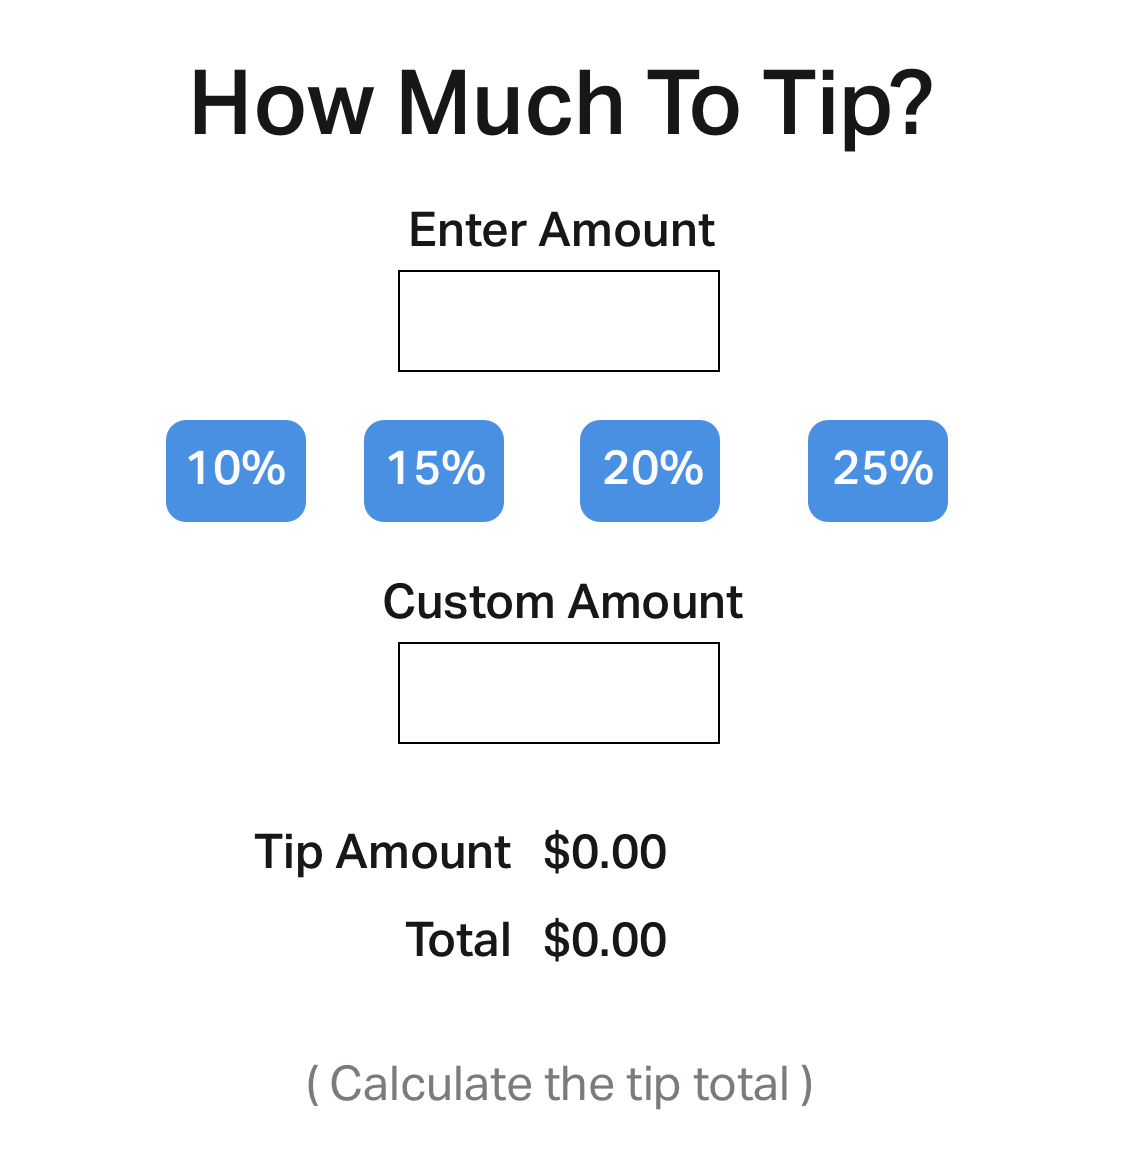 How Much To Tip?
Enter Amount
10% 15% 20% 25%
Custom Amount
Tip Amount $0.00
Total $0.00
( Calculate the tip total )